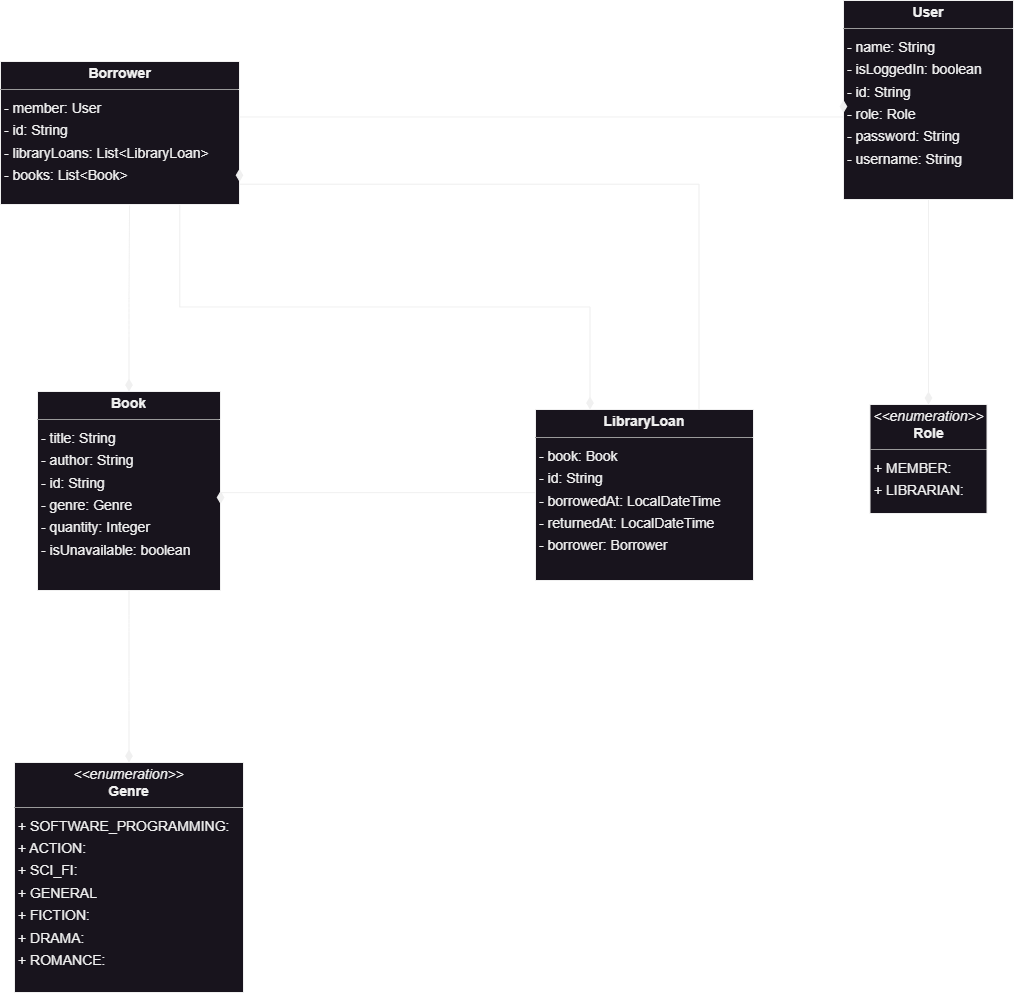 User
- name: String
- isLoggedIn: boolean
- id: String
- role: Role
- password: String
- username: String
Borrower
- member: User
- id: String
- libraryLoans: List<LibraryLoan>
- books: List<Book>
Book
- title: String
- author: String
- id: String
- genre: Genre
- quantity: Integer
- isUnavailable: boolean
LibraryLoan
- book: Book
- id: String
- borrowedAt: LocalDateTime
- returnedAt: LocalDateTime
- borrower: Borrower
<<enumeration>>
Role
+ MEMBER:
+ LIBRARIAN:
<<enumeration>>
Genre
+ SOFTWARE_PROGRAMMING:
+ ACTION:
+ SCI_FI:
+ GENERAL
+ FICTION:
+ DRAMA:
+ ROMANCE: